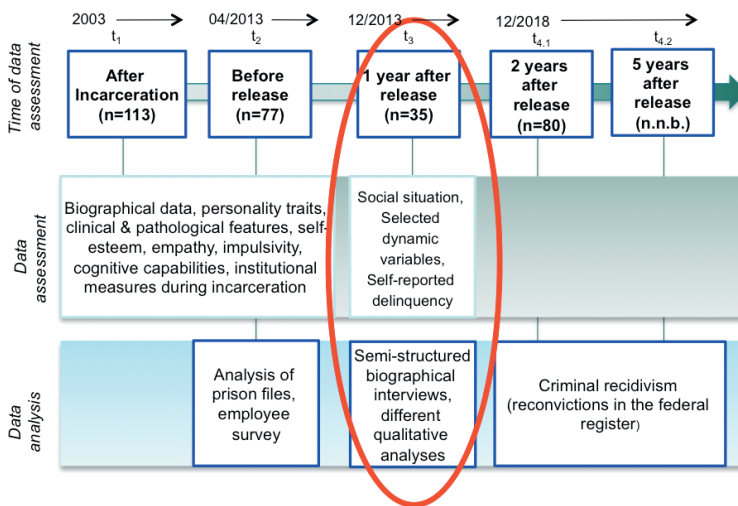 2003
04/2013
12/2013
12/2018
t1
t2
t3
t4.1
t4.2
Time of data
assessment
After
Incarceration
(n=113)
Before
release
(n=77)
1 year after
release
(n=35)
2 years
after
release
(n=80)
5 years
after
release
(n.n.b.)
Data
assessment
Biographical data, personality traits,
clinical & pathological features, self-
esteem, empathy, impulsivity,
cognitive capabilities, institutional
measures during incarceration
Social situation,
Selected
dynamic
variables,
Self-reported
delinquency
Data
analysis
Analysis of
prison files,
employee
survey
Semi-structured
biographical
interviews,
different
qualitative
analyses
Criminal recidivism
(reconvictions in the federal
register)